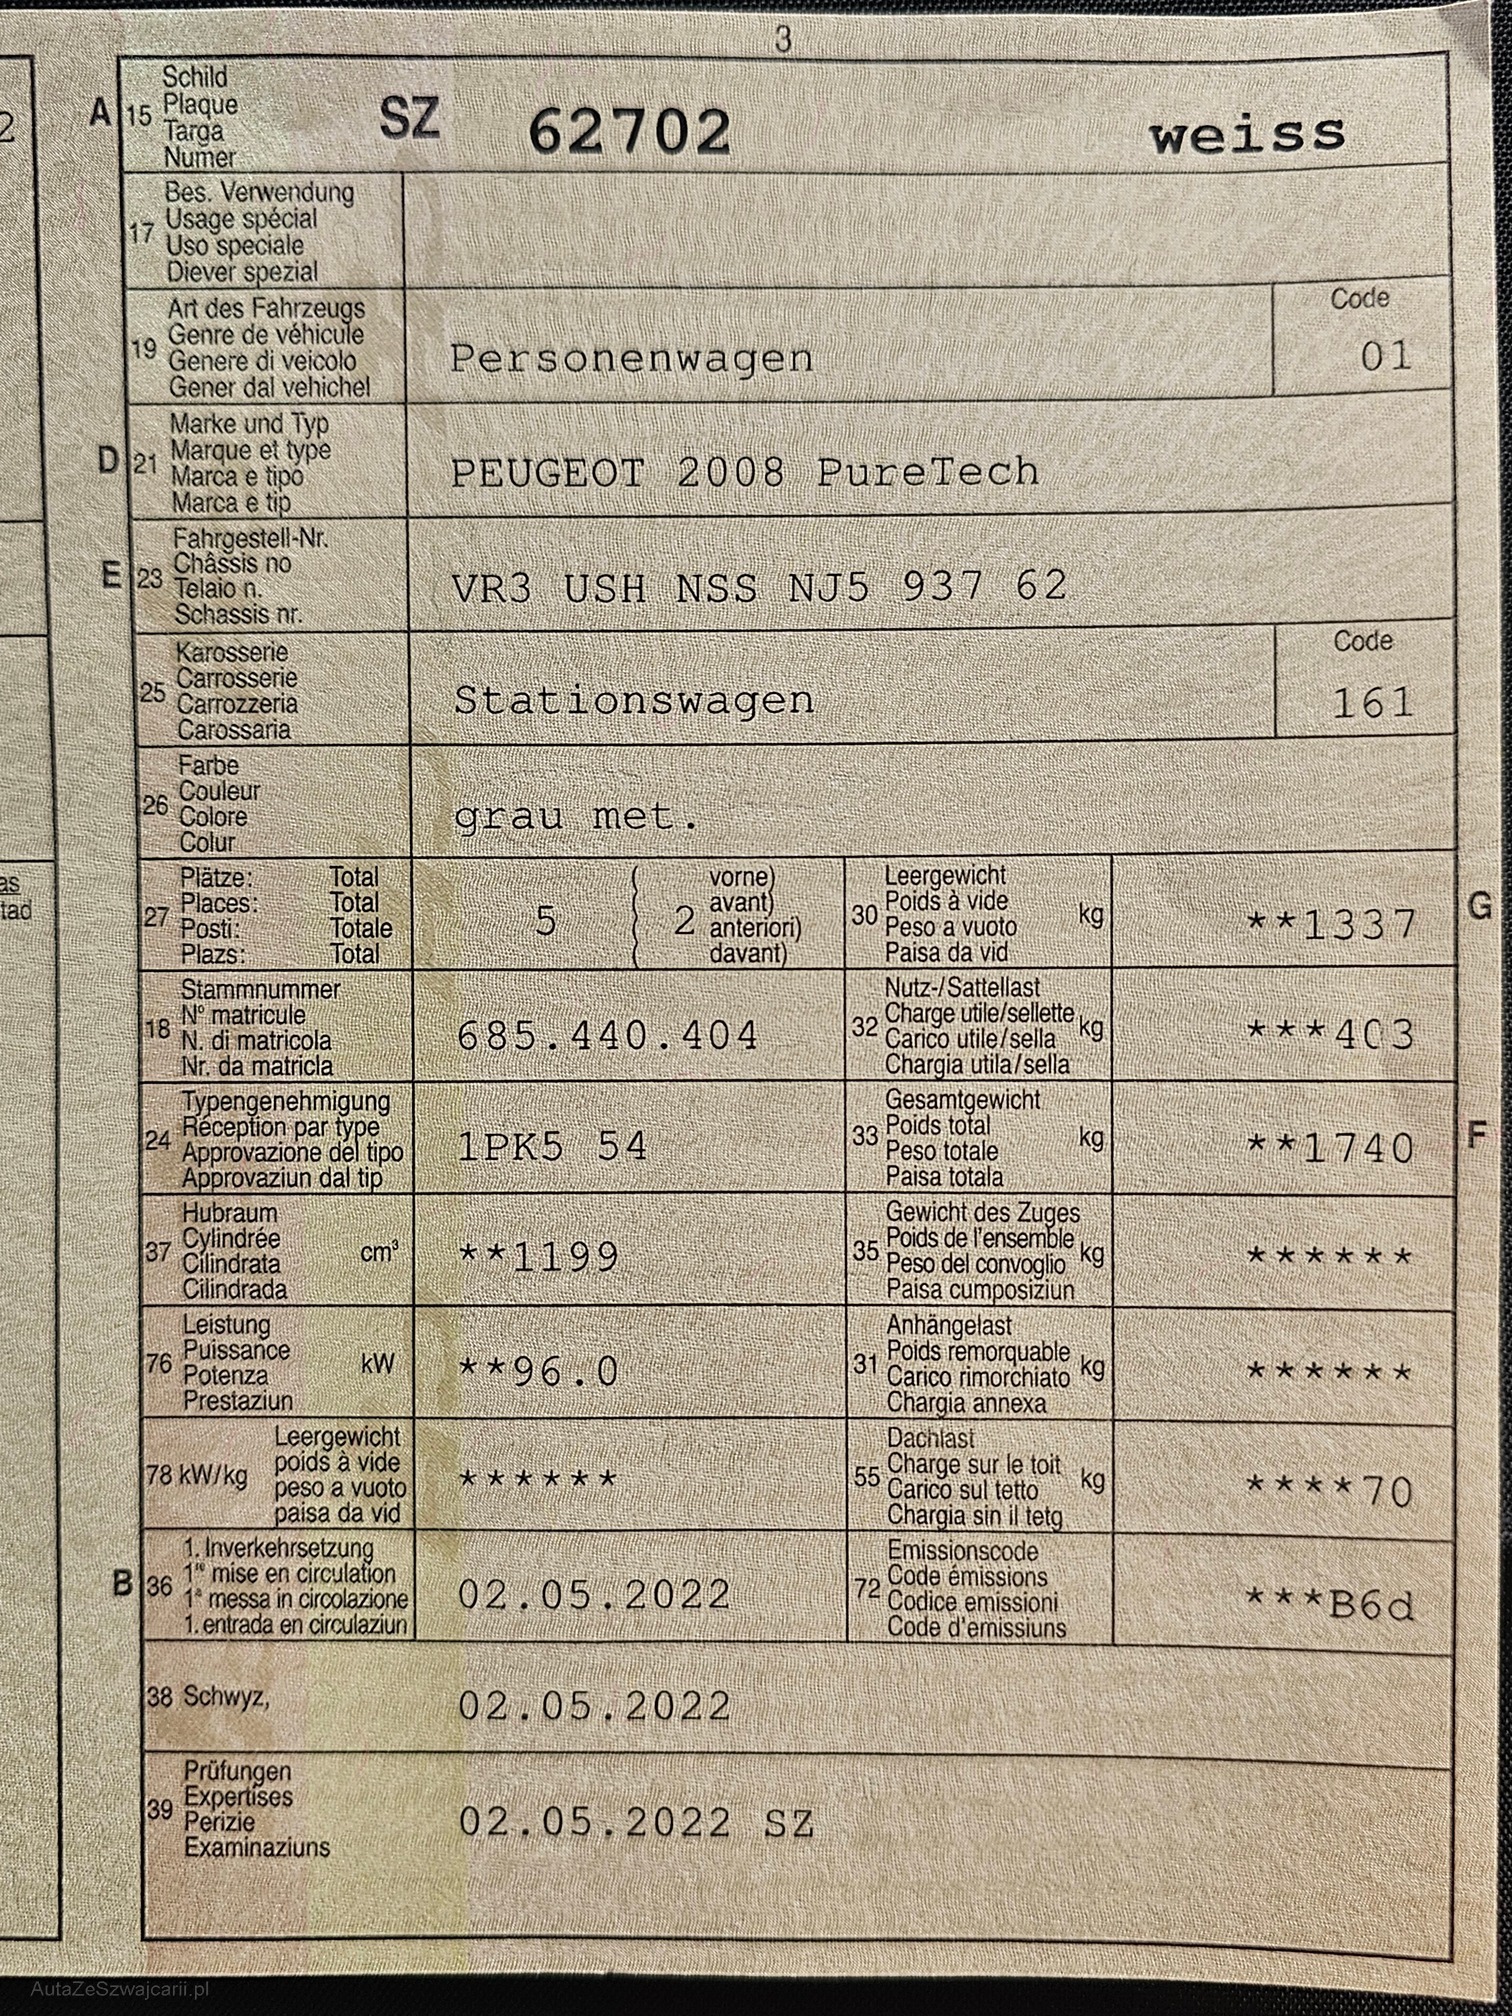 3
2
as
tad
A 15 Schild
Plaque
Targa
Numer
SZ 62702 weiss
17 Bes. Verwendung
Usage spécial
Uso speciale
Diever spezial
19 Art des Fahrzeugs
Genre de véhicule
Genere di veicolo
Gener dal vehichel
Personenwagen
Code
01
D 21 Marke und Typ
Marque et type
Marca e tipo
Marca e tip
PEUGEOT 2008 PureTech
E 23 Fahrgestell-Nr.
Châssis no
Telaio n.
Schassis nr.
VR3 USH NSS NJ5 937 62
25 Karosserie
Carrosserie
Carrozzeria
Carossaria
Stationswagen
Code
161
26 Farbe
Couleur
Colore
Colur
grau met.
27 Plätze: Total
Places: Total
Posti: Totale
Plazs: Total
5 ( 2 vorne)
avant)
anteriori)
davant)
30 Leergewicht
Poids à vide
Peso a vuoto
Paisa da vid
kg
**1337
G
18 Stammnummer
N° matricule
N. di matricola
Nr. da matricla
685.440.404
32 Nutz-/Sattellast
Charge utile/sellette
Carico utile/sella
Chargia utila/sella
kg
***403
24 Typengenehmigung
Réception par type
Approvazione del tipo
Approvaziun dal tip
1PK5 54
33 Gesamtgewicht
Poids total
Peso totale
Paisa totala
kg
**1740
F
37 Hubraum
Cylindrée
Cilindrata
Cilindrada
cm³
**1199
35 Gewicht des Zuges
Poids de l'ensemble
Peso del convoglio
Paisa cumposiziun
kg
******
76 Leistung
Puissance
Potenza
Prestaziun
kW
**96.0
31 Anhängelast
Poids remorquable
Carico rimorchiato
Chargia annexa
kg
******
78 kW/kg
Leergewicht
poids à vide
peso a vuoto
paisa da vid
******
55 Dachlast
Charge sur le toit
Carico sul tetto
Chargia sin il tetg
kg
****70
B 36 1. Inverkehrsetzung
1re mise en circulation
1a messa in circolazione
1. entrada en circulaziun
02.05.2022
72 Emissionscode
Code émissions
Codice emissioni
Code d'emissiuns
***B6d
38 Schwyz,
02.05.2022
39 Prüfungen
Expertises
Perizie
Examinaziuns
02.05.2022 SZ
AutaZeSzwajcarii.pl